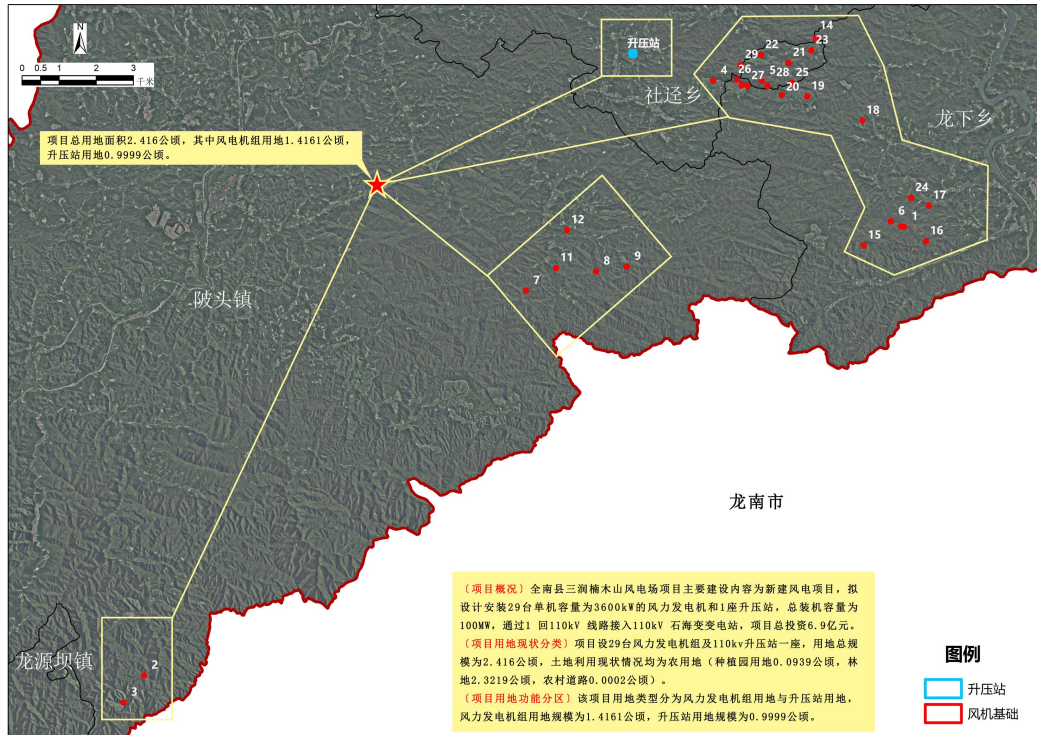 N
0 0.5 1 2 3
千米
升压站
14
23
22
21
29
4
26
27
5
28
25
20
19
社迳乡
18
龙下乡
项目总用地面积2.416公顷，其中风电机组用地1.4161公顷，
升压站用地0.9999公顷。
24
17
6
1
15
16
12
11
8
9
7
陂头镇
龙南市
龙源坝镇
2
3
〔项目概况〕全南县三润楠木山风电场项目主要建设内容为新建风电项目，拟
设计安装29台单机容量为3600kW的风力发电机和1座升压站，总装机容量为
100MW，通过1 回110kV 线路接入110kV 石海变变电站，项目总投资6.9亿元。
〔项目用地现状分类〕项目设29台风力发电机组及110kv升压站一座，用地总规
模为2.416公顷，土地利用现状情况均为农用地（种植园用地0.0939公顷，林
地2.3219公顷，农村道路0.0002公顷）。
〔项目用地功能分区〕该项目用地类型分为风力发电机组用地与升压站用地，
风力发电机组用地规模为1.4161公顷，升压站用地规模为0.9999公顷。
图例
升压站
风机基础